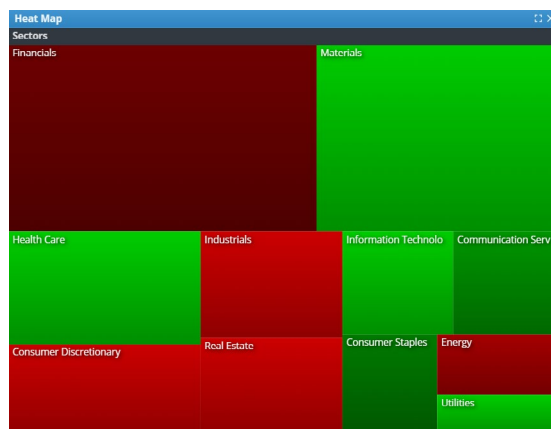 Heat Map
Sectors
Financials
Materials
Health Care
Industrials
Information Technolo
Communication Serv
Consumer Discretionary
Real Estate
Consumer Staples
Energy
Utilities